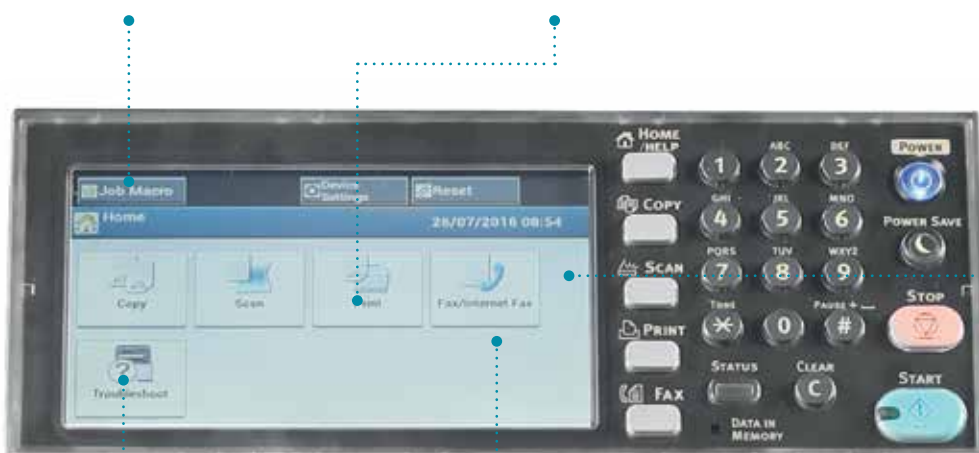 Job Macro
Device
Settings
Reset
Home
26/07/2016 08:54
Copy
Scan
Print
Fax/Internet Fax
Troubleshoot
HOME
/HELP
COPY
SCAN
PRINT
FAX
1
ABC
2
DEF
3
GHI
4
JKL
5
MNO
6
PQRS
7
TUV
8
WXYZ
9
TONE
*
0
PAUSE + _
#
STATUS
CLEAR
C
DATA IN
MEMORY
POWER
POWER SAVE
STOP
START